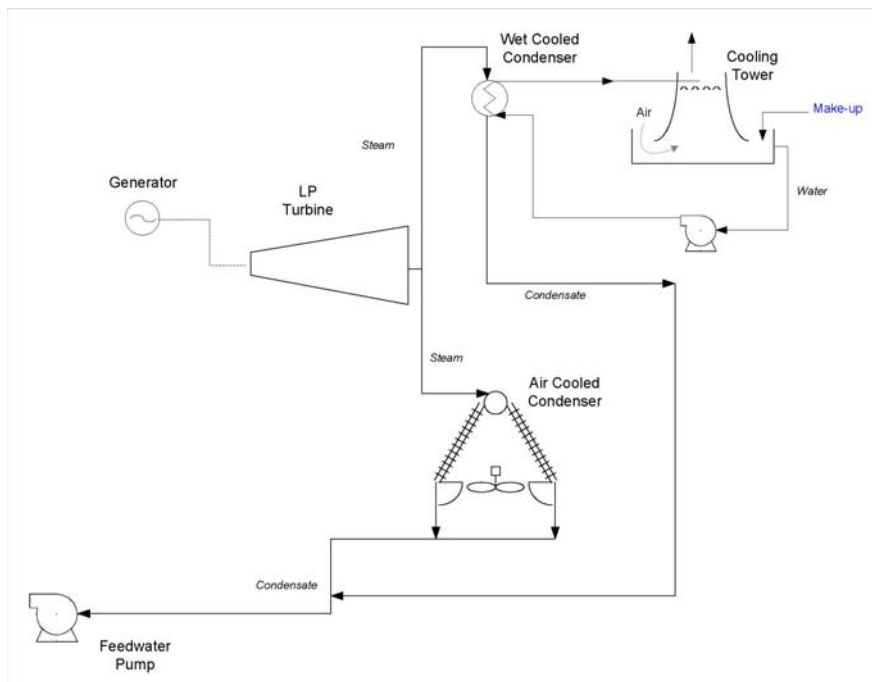 Wet Cooled
Condenser
Cooling
Tower
Air
Make-up
Steam
Water
Generator
LP
Turbine
Condensate
Steam
Air Cooled
Condenser
Condensate
Feedwater
Pump